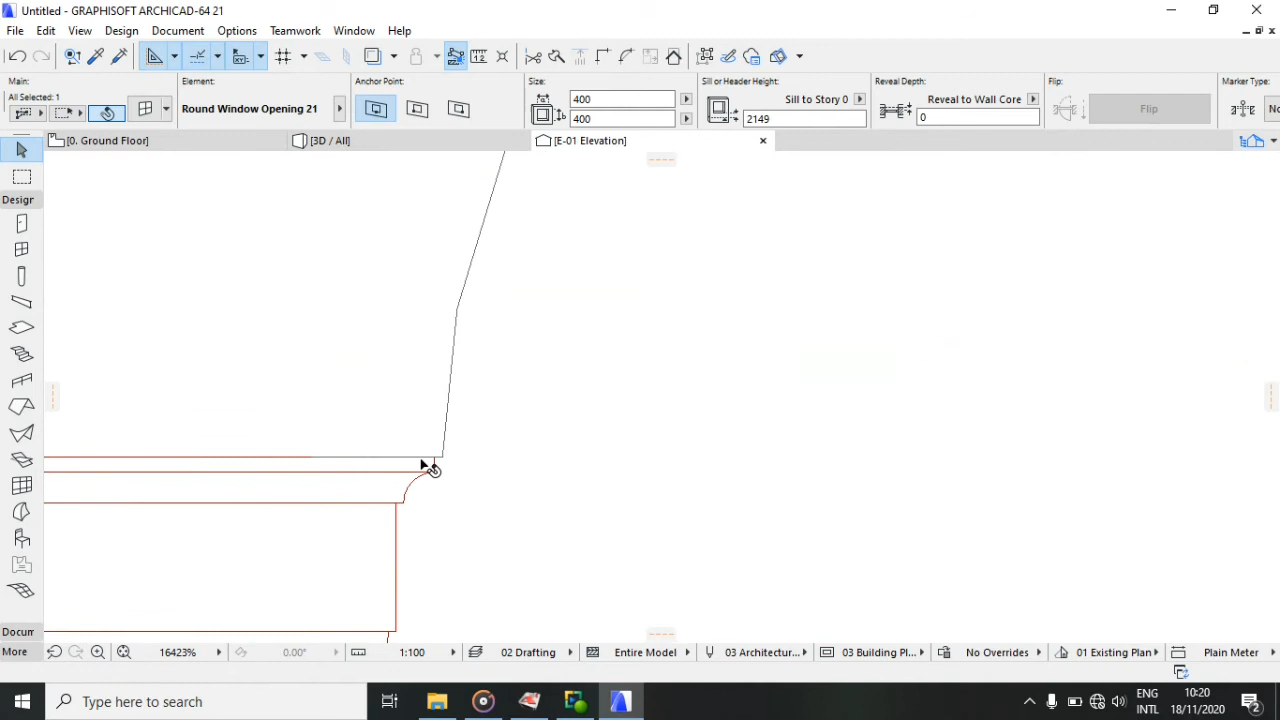 Untitled - GRAPHISOFT ARCHICAD-64 21
File Edit View Design Document Options Teamwork Window Help
Main: Element: Anchor Point: Size: Sill or Header Height: Reveal Depth: Flip: Marker Type:
All Selected: 1
Round Window Opening 21
400
400
Sill to Story 0
2149
Reveal to Wall Core
0
Flip
No
[0. Ground Floor] [3D / All] [E-01 Elevation]
Design
Docum
More
16423% 0.00° 1:100 02 Drafting Entire Model 03 Architectur... 03 Building Pl... No Overrides 01 Existing Plan Plain Meter
Type here to search
ENG
INTL
10:20
18/11/2020
2